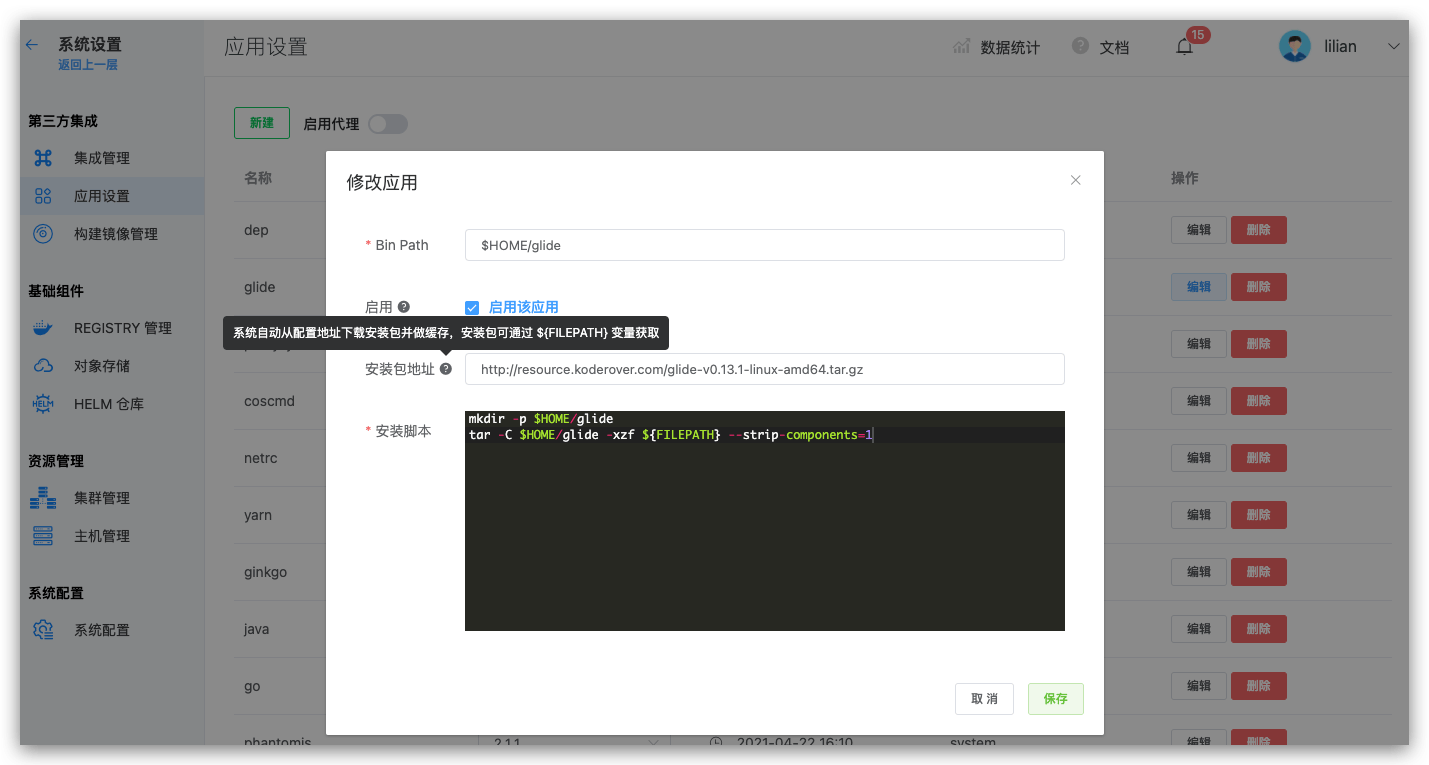 系统设置
返回上一层
应用设置
数据统计
文档
15
lilian
第三方集成
集成管理
应用设置
构建镜像管理
基础组件
REGISTRY 管理
对象存储
HELM 仓库
资源管理
集群管理
主机管理
系统配置
系统配置
新建 启用代理
名称 操作
dep 编辑 删除
glide 编辑 删除
编辑 删除
coscmd 编辑 删除
netrc 编辑 删除
yarn 编辑 删除
ginkgo 编辑 删除
java 编辑 删除
go 编辑 删除
phantomjs 2.1.1 2021-04-22 16:10 system 编辑 删除
修改应用
* Bin Path $HOME/glide
启用 ? 启用该应用
系统自动从配置地址下载安装包并做缓存，安装包可通过 ${FILEPATH} 变量获取
安装包地址 ? http://resource.koderover.com/glide-v0.13.1-linux-amd64.tar.gz
* 安装脚本
mkdir -p $HOME/glide
tar -C $HOME/glide -xzf ${FILEPATH} --strip-components=1
取消 保存